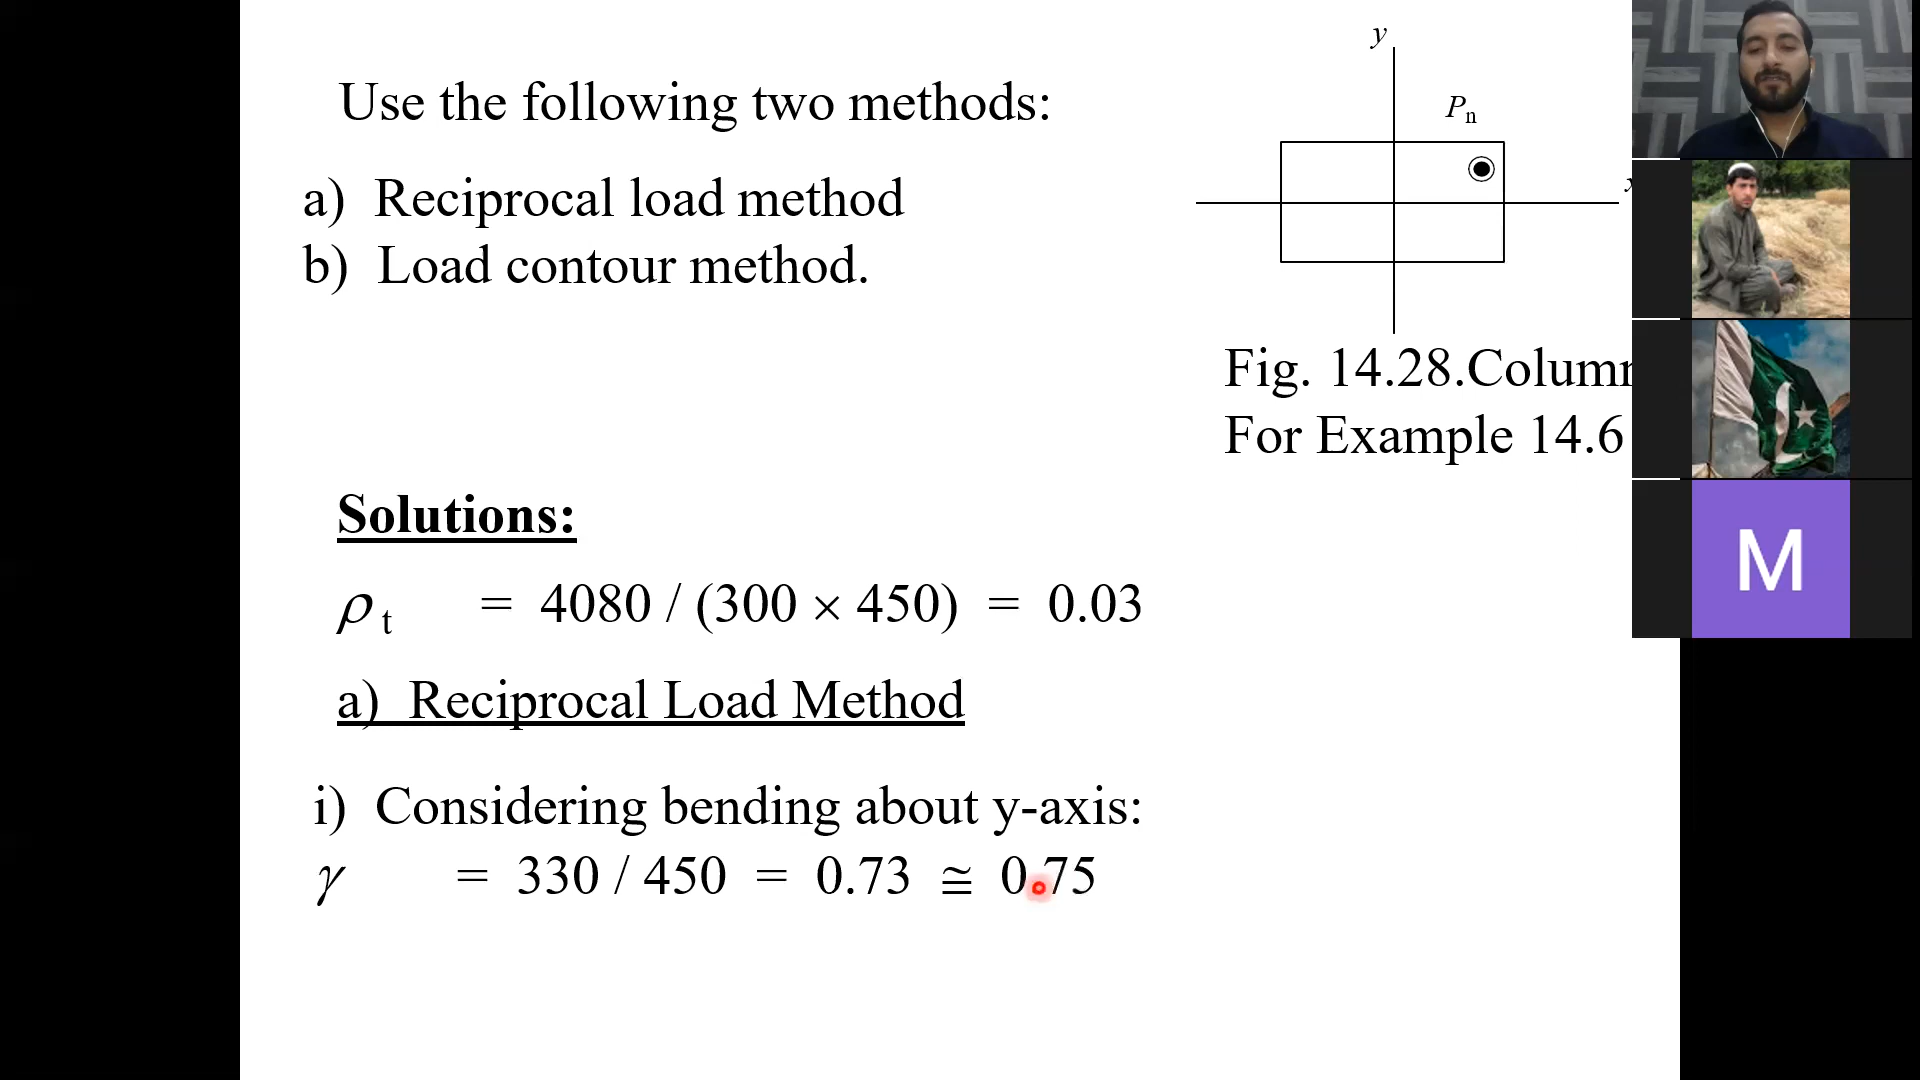 Use the following two methods:
a) Reciprocal load method
b) Load contour method.
y
Pn
x
Fig. 14.28.Column
For Example 14.6
Solutions:
ρ t = 4080 / (300 × 450) = 0.03
a) Reciprocal Load Method
i) Considering bending about y-axis:
γ = 330 / 450 = 0.73 ≅ 0.75
M